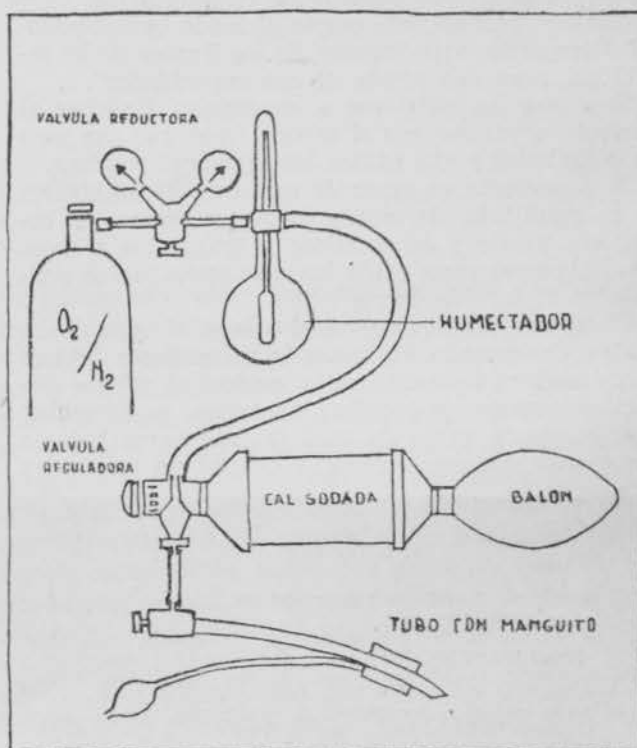 VALVULA REDUCTORA
O₂/H₂
HUMECTADOR
VALVULA
REGULADORA
CAL SODADA
BALON
TUBO CON MANGUITO